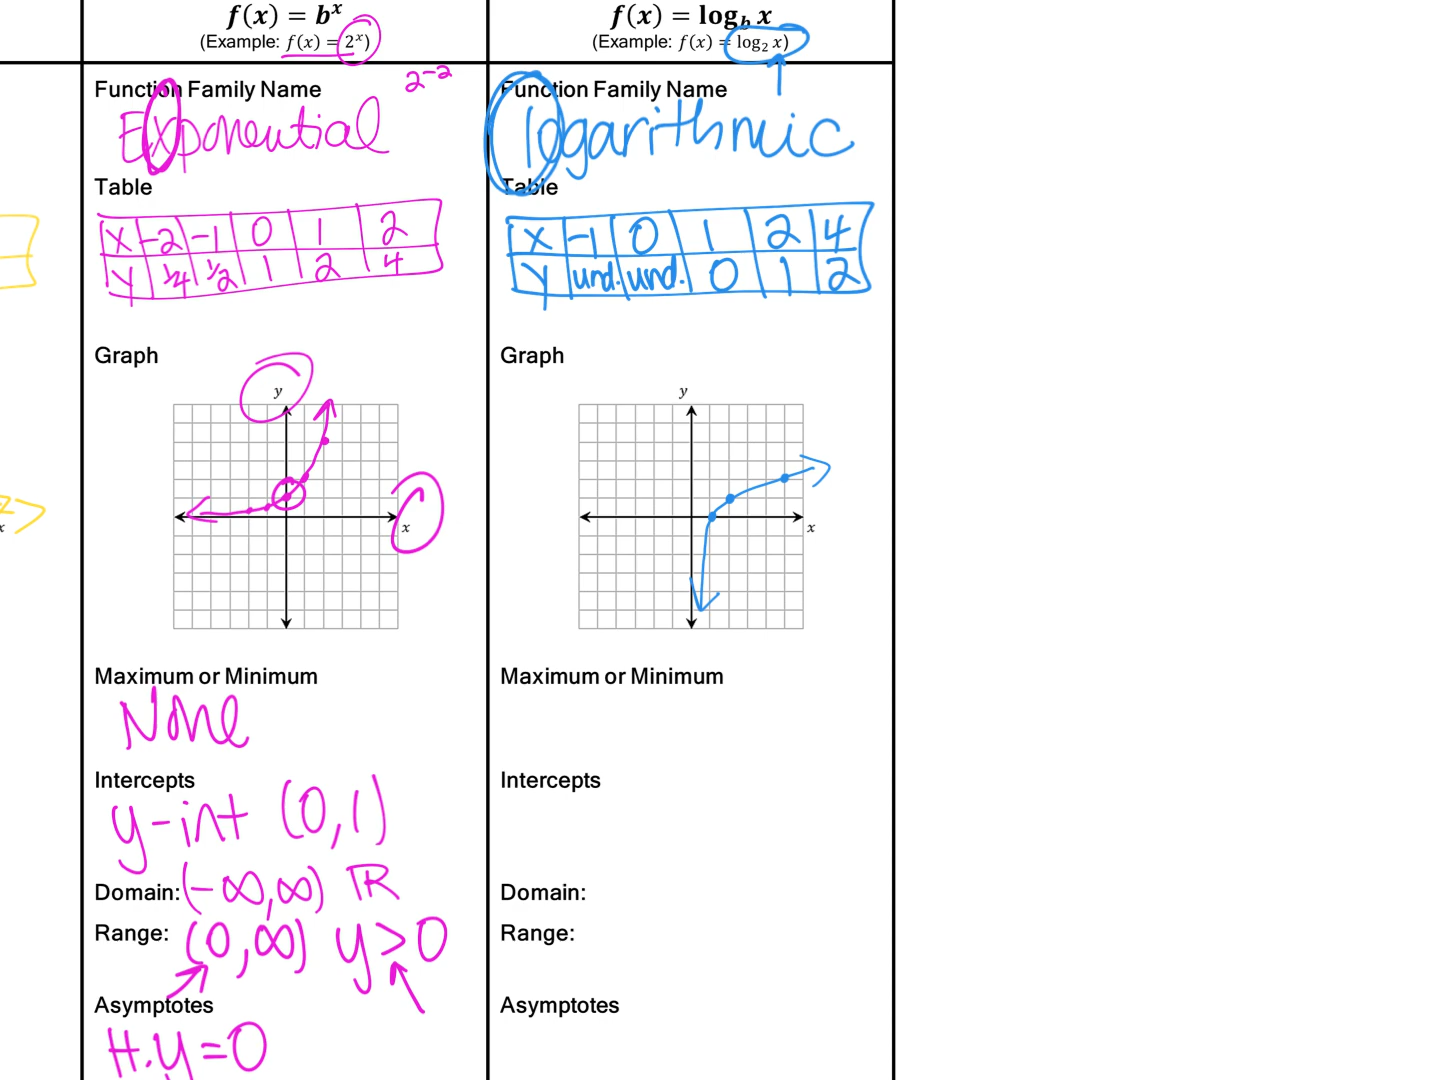 f(x) = b^x
(Example: f(x) = 2^x)
Function Family Name
2^-2
Exponential
Table
X -2 -1 0 1 2
Y 1/4 1/2 1 2 4
Graph
y
x
Maximum or Minimum
None
Intercepts
y-int (0,1)
Domain: (-∞,∞) ℝ
Range: (0,∞) y>0
Asymptotes
H. y=0
f(x) = log_b x
(Example: f(x) = log_2 x)
Function Family Name
logarithmic
Table
X -1 0 1 2 4
Y und. und. 0 1 2
Graph
y
x
Maximum or Minimum
Intercepts
Domain:
Range:
Asymptotes